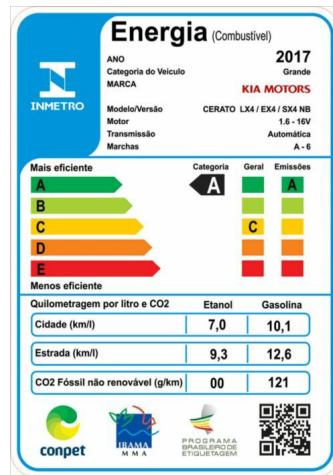 Energia (Combustível)
ANO 2017
Categoria do Veículo Grande
MARCA KIA MOTORS
INMETRO
Modelo/Versão CERATO LX4 / EX4 / SX4 NB
Motor 1.6 - 16V
Transmissão Automática
Marchas A - 6
Mais eficiente Categoria Geral Emissões
A A A
B
C C
D
E
Menos eficiente
Quilometragem por litro e CO2 Etanol Gasolina
Cidade (km/l) 7,0 10,1
Estrada (km/l) 9,3 12,6
CO2 Fóssil não renovável (g/km) 00 121
conpet
IBAMA
M M A
PROGRAMA
BRASILEIRO DE
ETIQUETAGEM